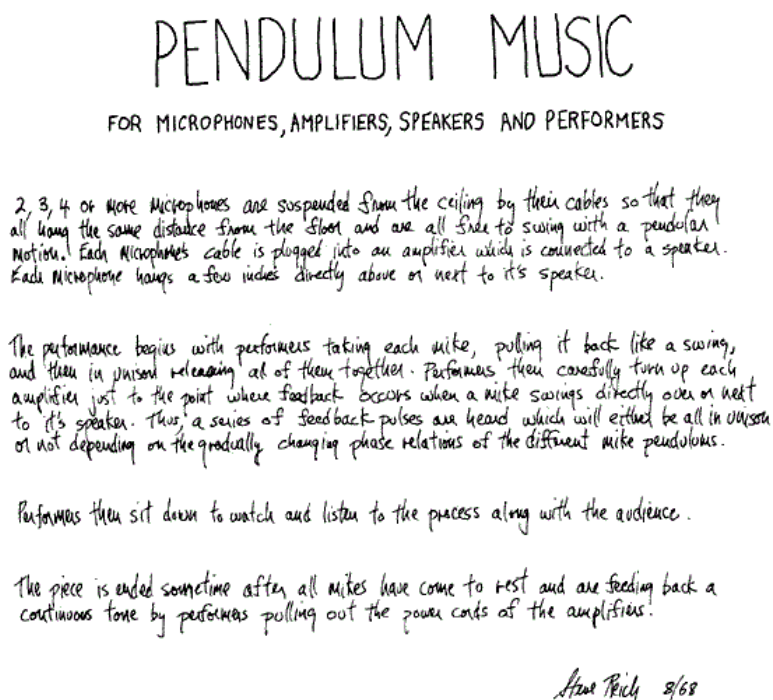 PENDULUM MUSIC
FOR MICROPHONES, AMPLIFIERS, SPEAKERS AND PERFORMERS
2, 3, 4 or more microphones are suspended from the ceiling by their cables so that they
all hang the same distance from the floor and are all free to swing with a pendular
motion. Each microphone's cable is plugged into an amplifier which is connected to a speaker.
Each microphone hangs a few inches directly above or next to it's speaker.
The performance begins with performers taking each mike, pulling it back like a swing,
and then in unison releasing al of them together. Performers then carefully turn up each
amplifier just to the point where feedback occurs when a mike swings directly over or next
to it's speaker. Thus, a series of feedback pulses are heard which will either be all in unison
or not depending on the gradually changing phase relations of the different mike pendulums.
Performers then sit down to watch and listen to the process along with the audience.
The piece is ended sometime after all mikes have come to rest and are feeding back a
continuous tone by performers pulling out the power cords of the amplifiers.
Steve Reich 8/68